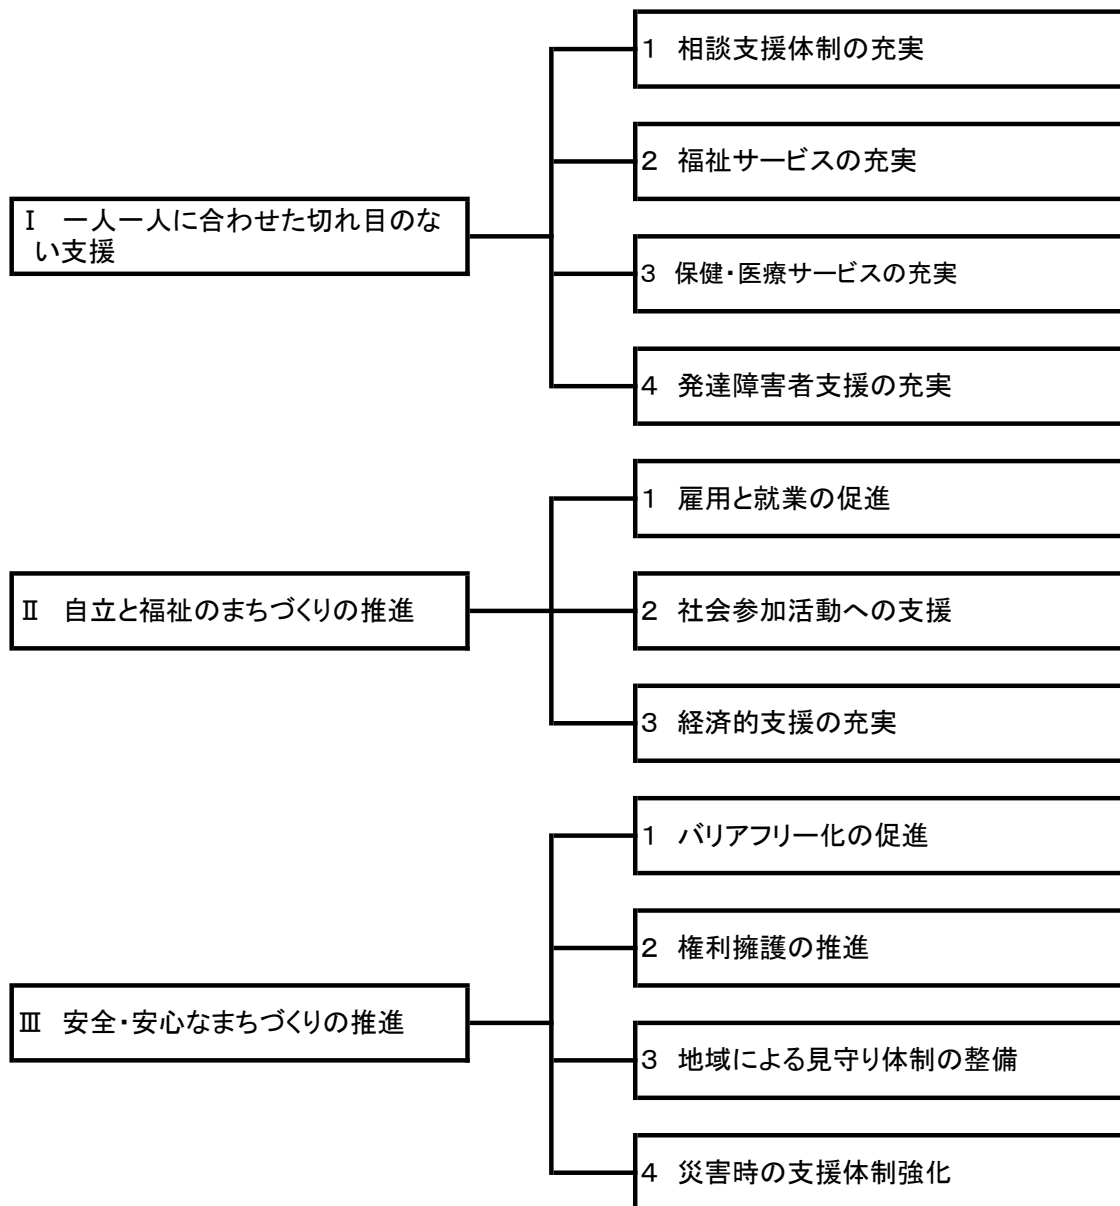 Ⅰ　一人一人に合わせた切れ目のな
い支援
1　相談支援体制の充実
2　福祉サービスの充実
3　保健・医療サービスの充実
4　発達障害者支援の充実
Ⅱ　自立と福祉のまちづくりの推進
1　雇用と就業の促進
2　社会参加活動への支援
3　経済的支援の充実
Ⅲ　安全・安心なまちづくりの推進
1　バリアフリー化の促進
2　権利擁護の推進
3　地域による見守り体制の整備
4　災害時の支援体制強化